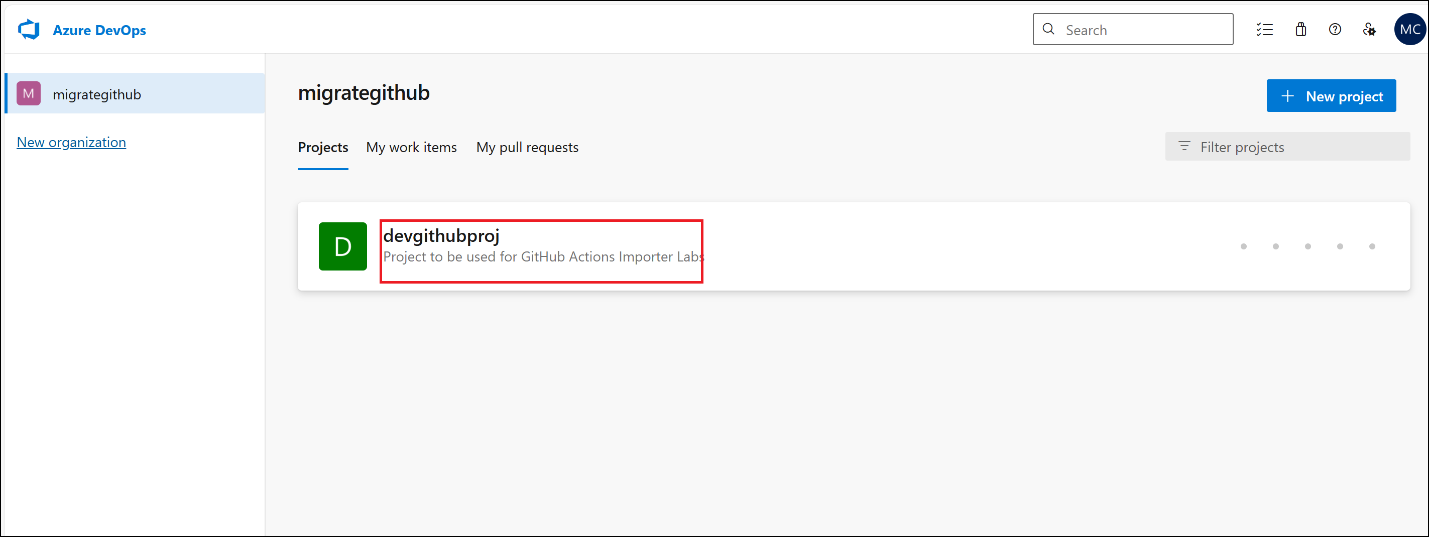 Azure DevOps
Search
MC
M
migrategithub
New organization
migrategithub
New project
Projects
My work items
My pull requests
Filter projects
D
devgithubproj
Project to be used for GitHub Actions Importer Labs